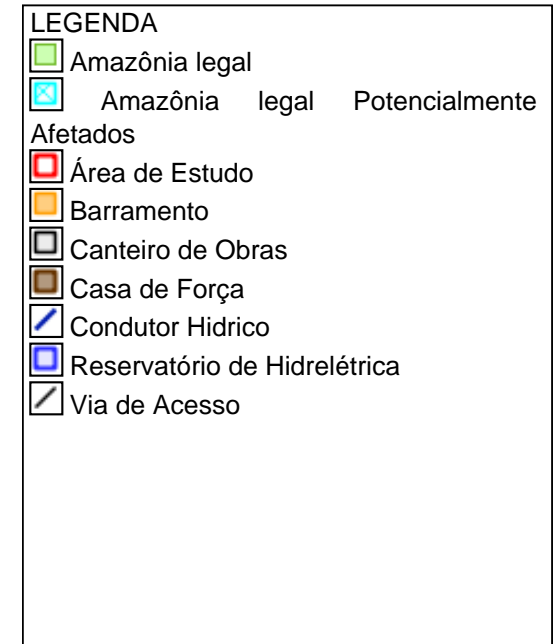 LEGENDA
Amazônia legal
Amazônia legal Potencialmente
Afetados
Área de Estudo
Barramento
Canteiro de Obras
Casa de Força
Condutor Hidrico
Reservatório de Hidrelétrica
Via de Acesso